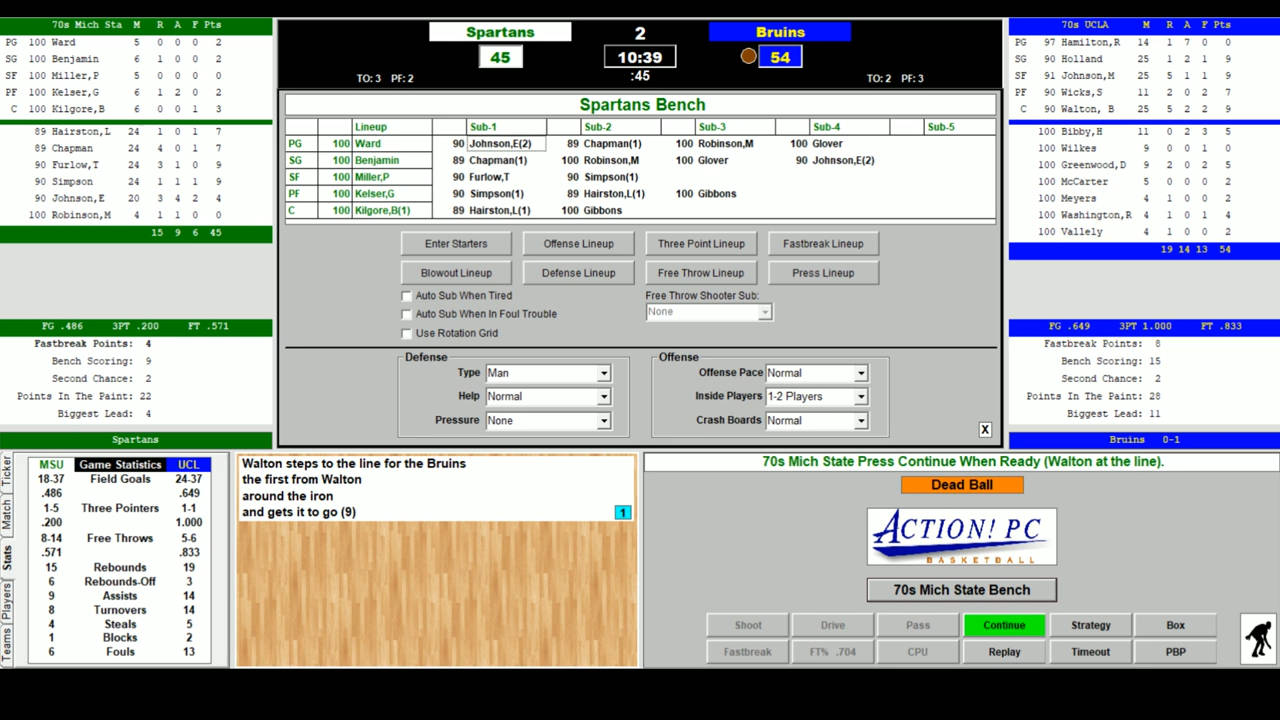 70s Mich Sta M R A F Pts
PG 100 Ward 5 0 0 0 2
SG 100 Benjamin 6 1 0 0 2
SF 100 Miller,P 5 0 0 0 0
PF 100 Kelser,G 6 1 2 0 2
C 100 Kilgore,B 6 0 0 1 3
89 Hairston,L 24 1 0 1 7
89 Chapman 24 4 0 1 7
90 Furlow,T 24 3 1 0 9
90 Simpson 24 1 1 1 9
90 Johnson,E 20 3 4 2 4
100 Robinson,M 4 1 1 0 0
15 9 6 45
FG .486 3PT .200 FT .571
Fastbreak Points: 4
Bench Scoring: 9
Second Chance: 2
Points In The Paint: 22
Biggest Lead: 4
Spartans
Spartans 2 Bruins
45 10:39 54
:45
TO: 3 PF: 2 TO: 2 PF: 3
Spartans Bench
Lineup Sub-1 Sub-2 Sub-3 Sub-4 Sub-5
PG 100 Ward 90 Johnson,E(2) 89 Chapman(1) 100 Robinson,M 100 Glover
SG 100 Benjamin 89 Chapman(1) 100 Robinson,M 100 Glover 90 Johnson,E(2)
SF 100 Miller,P 90 Furlow,T 90 Simpson(1)
PF 100 Kelser,G 90 Simpson(1) 89 Hairston,L(1) 100 Gibbons
C 100 Kilgore,B(1) 89 Hairston,L(1) 100 Gibbons
Enter Starters Offense Lineup Three Point Lineup Fastbreak Lineup
Blowout Lineup Defense Lineup Free Throw Lineup Press Lineup
Auto Sub When Tired Free Throw Shooter Sub:
Auto Sub When In Foul Trouble None
Use Rotation Grid
Defense Offense
Type Man Offense Pace Normal
Help Normal Inside Players 1-2 Players
Pressure None Crash Boards Normal
X
70s UCLA M R A F Pts
PG 97 Hamilton,R 14 1 7 0 0
SG 90 Holland 25 1 2 1 9
SF 91 Johnson,M 25 5 1 1 9
PF 90 Wicks,S 11 2 0 2 7
C 90 Walton, B 25 5 2 2 9
100 Bibby,H 11 0 2 3 5
100 Wilkes 9 0 0 1 0
100 Greenwood,D 9 2 0 2 5
100 McCarter 5 0 0 0 2
100 Meyers 4 1 0 0 2
100 Washington,R 4 1 0 1 4
100 Vallely 4 1 0 0 2
19 14 13 54
FG .649 3PT 1.000 FT .833
Fastbreak Points: 8
Bench Scoring: 15
Second Chance: 2
Points In The Paint: 28
Biggest Lead: 11
Bruins 0-1
Ticker
Match
Stats
Players
Teams
MSU Game Statistics UCL
18-37 Field Goals 24-37
.486 .649
1-5 Three Pointers 1-1
.200 1.000
8-14 Free Throws 5-6
.571 .833
15 Rebounds 19
6 Rebounds-Off 3
9 Assists 14
8 Turnovers 14
4 Steals 5
1 Blocks 2
6 Fouls 13
Walton steps to the line for the Bruins
the first from Walton
around the iron
and gets it to go (9) 1
70s Mich State Press Continue When Ready (Walton at the line).
Dead Ball
ACTION! PC
BASKETBALL
70s Mich State Bench
Shoot Drive Pass Continue Strategy Box
Fastbreak FT% .704 CPU Replay Timeout PBP